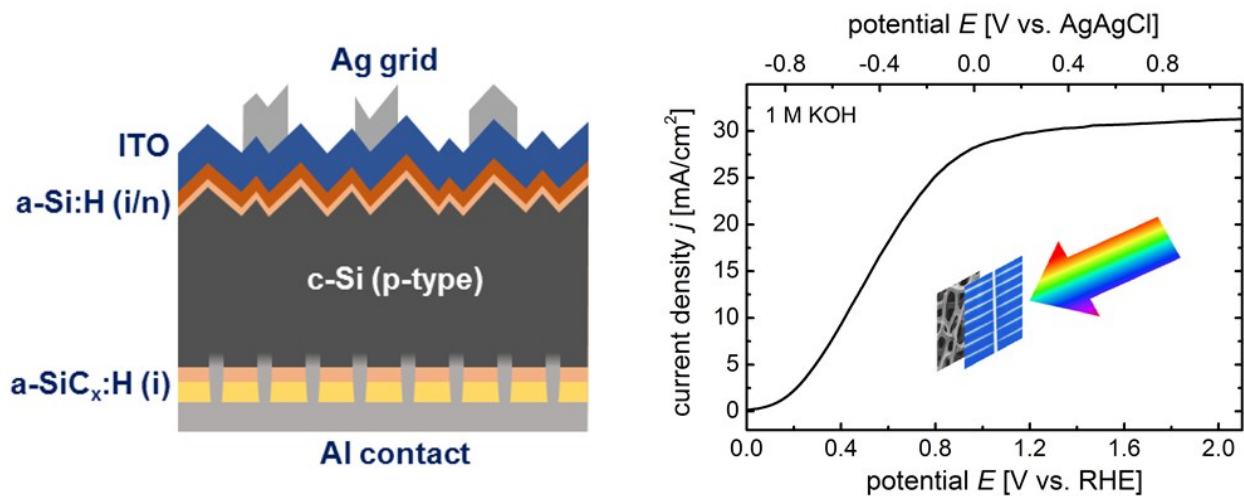 Ag grid
ITO
a-Si:H (i/n)
c-Si (p-type)
a-SiCx:H (i)
Al contact
potential E [V vs. AgAgCl]
-0.8 -0.4 0.0 0.4 0.8
1 M KOH
current density j [mA/cm²]
30
25
20
15
10
5
0
0.0 0.4 0.8 1.2 1.6 2.0
potential E [V vs. RHE]